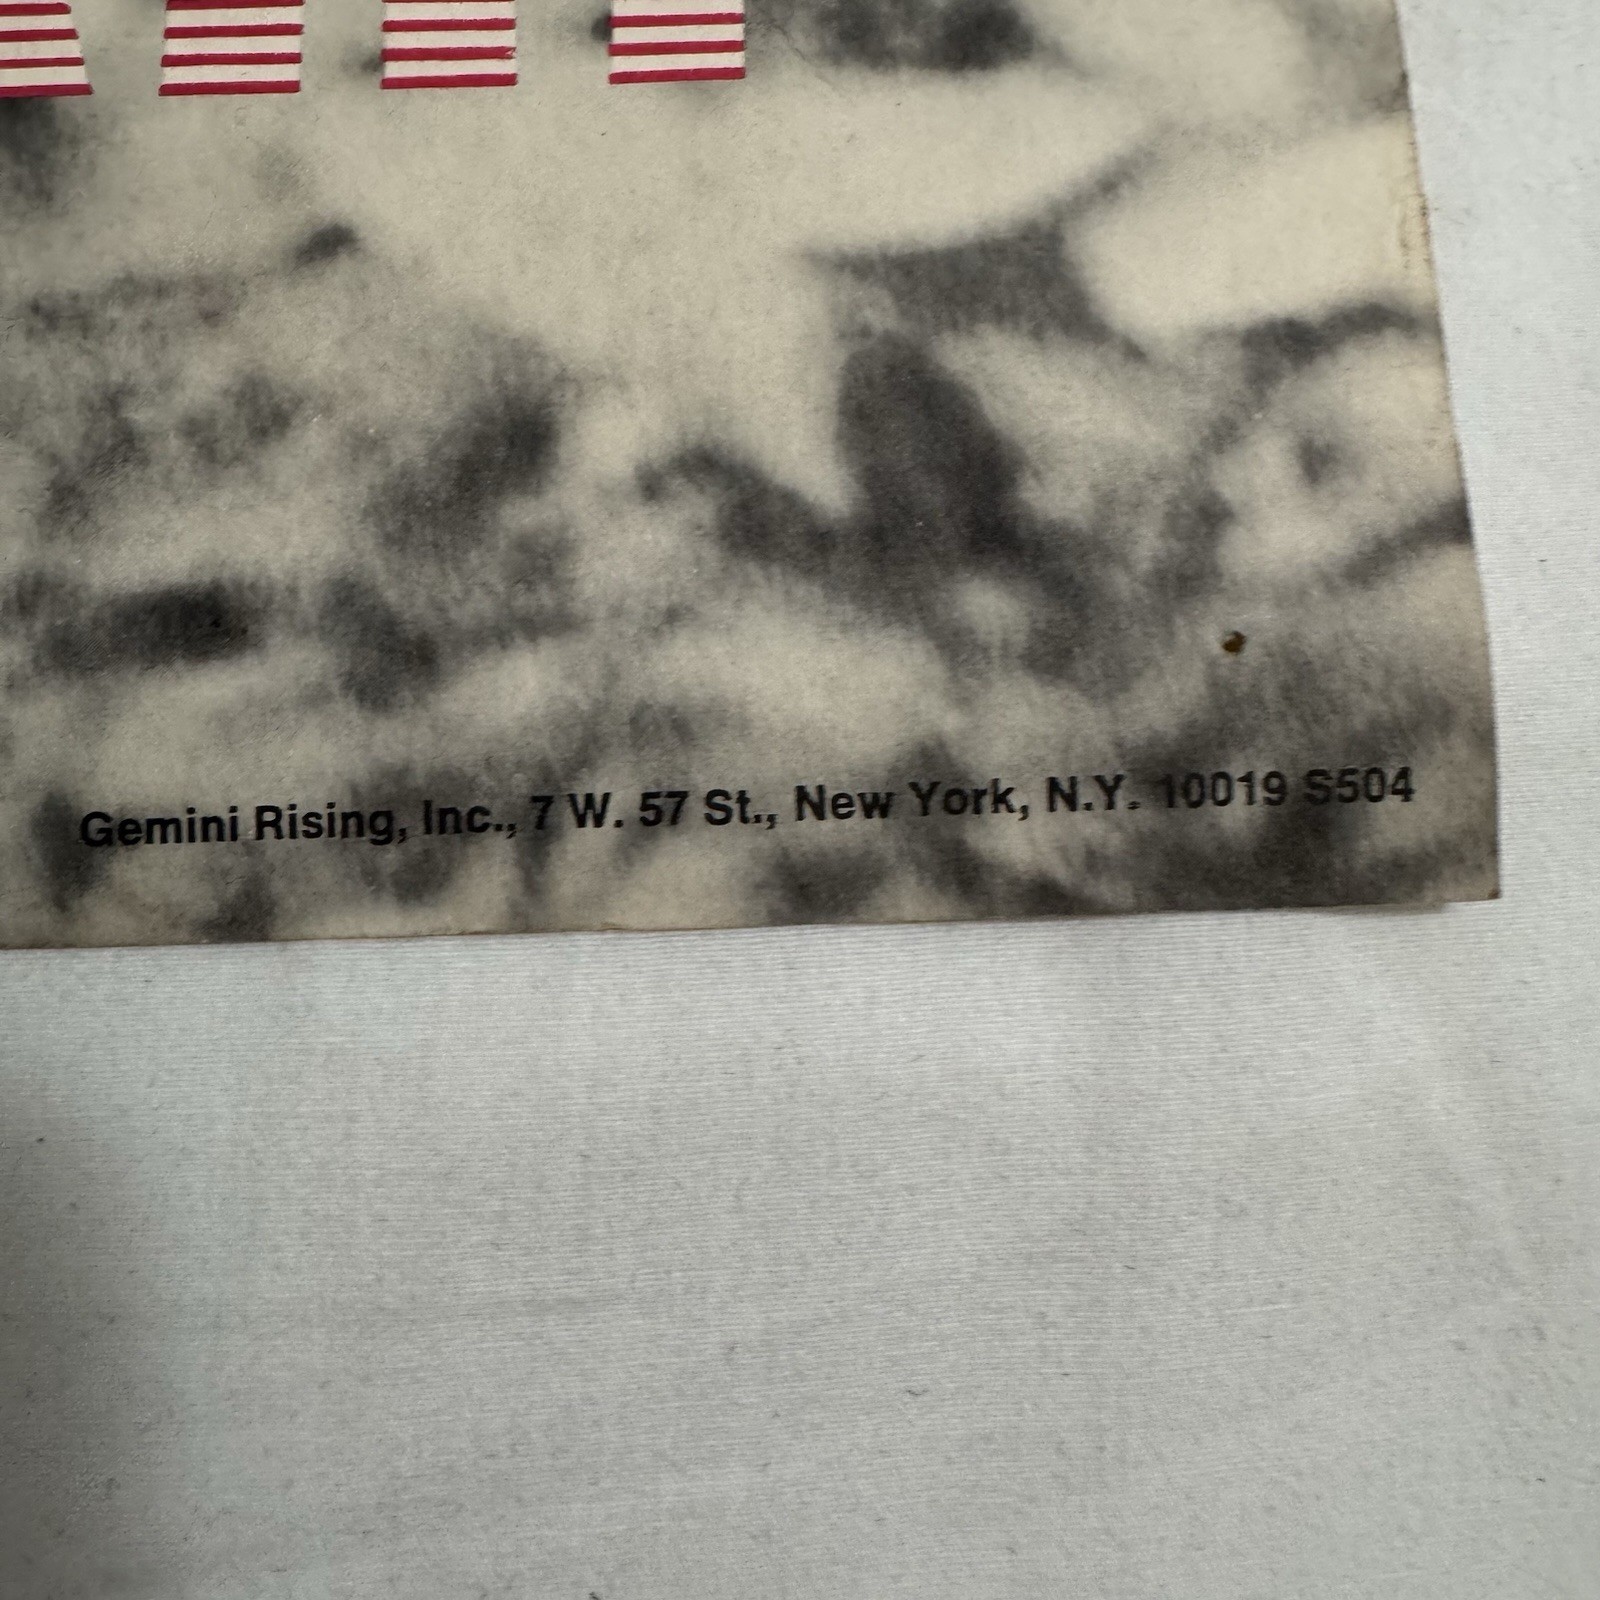 Gemini Rising, Inc., 7 W. 57 St., New York, N.Y. 10019 S504